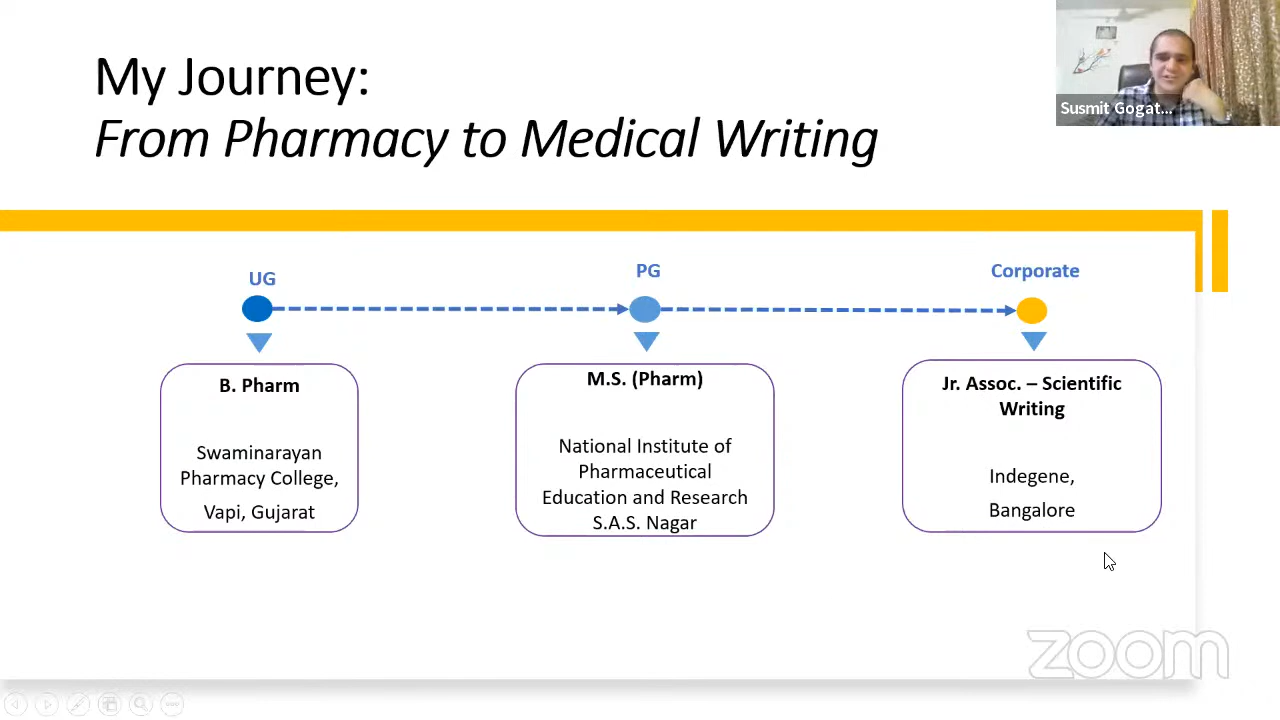 My Journey:
From Pharmacy to Medical Writing
Susmit Gogat...
UG
PG
Corporate
B. Pharm
Swaminarayan
Pharmacy College,
Vapi, Gujarat
M.S. (Pharm)
National Institute of
Pharmaceutical
Education and Research
S.A.S. Nagar
Jr. Assoc. – Scientific
Writing
Indegene,
Bangalore
zoom